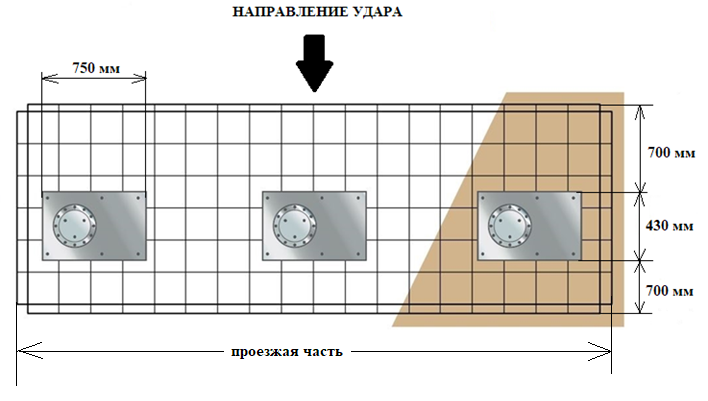 НАПРАВЛЕНИЕ УДАРА
750 мм
700 мм
430 мм
700 мм
проезжая часть